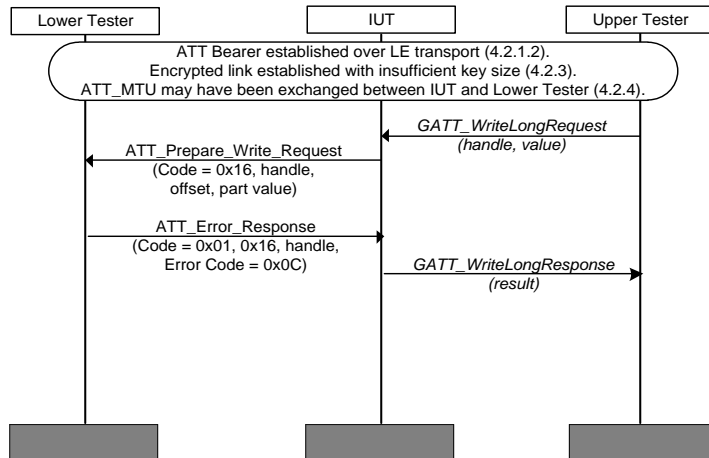 Lower Tester
IUT
Upper Tester
ATT Bearer established over LE transport (4.2.1.2).
Encrypted link established with insufficient key size (4.2.3).
ATT_MTU may have been exchanged between IUT and Lower Tester (4.2.4).
GATT_WriteLongRequest
(handle, value)
ATT_Prepare_Write_Request
(Code = 0x16, handle,
offset, part value)
ATT_Error_Response
(Code = 0x01, 0x16, handle,
Error Code = 0x0C)
GATT_WriteLongResponse
(result)